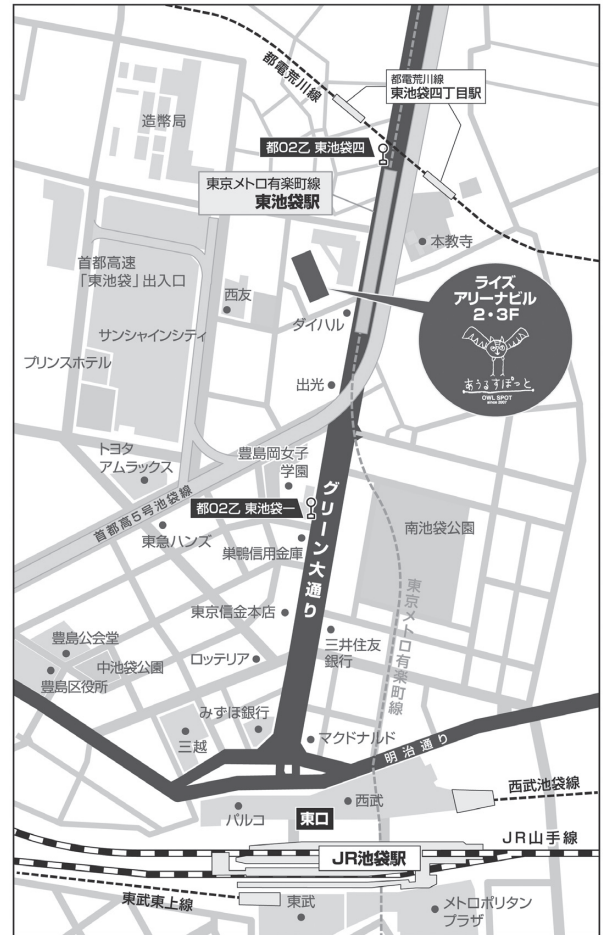 都電荒川線
都電荒川線
東池袋四丁目駅
造幣局
都02乙 東池袋四
東京メトロ有楽町線
東池袋駅
本教寺
首都高速
「東池袋」出入口
西友
ライズ
アリーナビル
2・3F
あうるすぽっと
OWL SPOT
since 2007
ダイハル
サンシャインシティ
プリンスホテル
出光
トヨタ
アムラックス
豊島岡女子
学園
都02乙 東池袋一
グリーン大通り
首都高5号池袋線
東急ハンズ
巣鴨信用金庫
南池袋公園
東京メトロ有楽町線
東京信金本店
豊島公会堂
中池袋公園
ロッテリア
三井住友
銀行
豊島区役所
みずほ銀行
三越
マクドナルド
明治通り
西武池袋線
パルコ
東口
西武
JR山手線
JR池袋駅
東武東上線
東武
メトロポリタン
プラザ